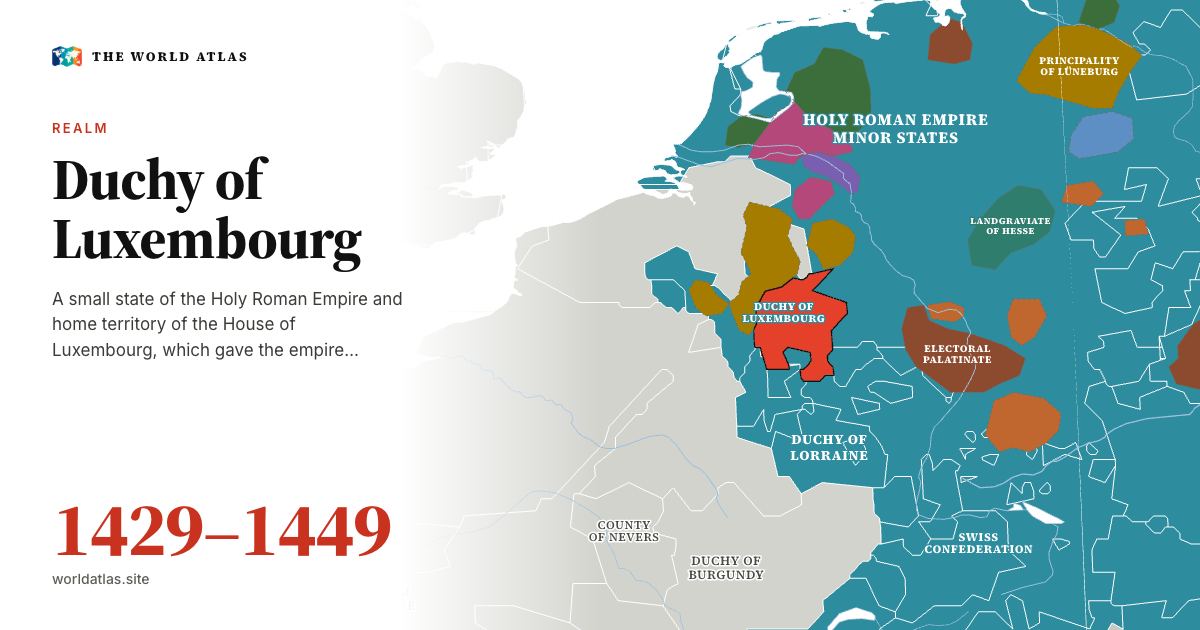 THE WORLD ATLAS
REALM
Duchy of
Luxembourg
A small state of the Holy Roman Empire and
home territory of the House of
Luxembourg, which gave the empire...
1429–1449
worldatlas.site
PRINCIPALITY
OF LÜNEBURG
HOLY ROMAN EMPIRE
MINOR STATES
LANDGRAVIATE
OF HESSE
DUCHY OF
LUXEMBOURG
ELECTORAL
PALATINATE
DUCHY OF
LORRAINE
COUNTY
OF NEVERS
DUCHY OF
BURGUNDY
SWISS
CONFEDERATION